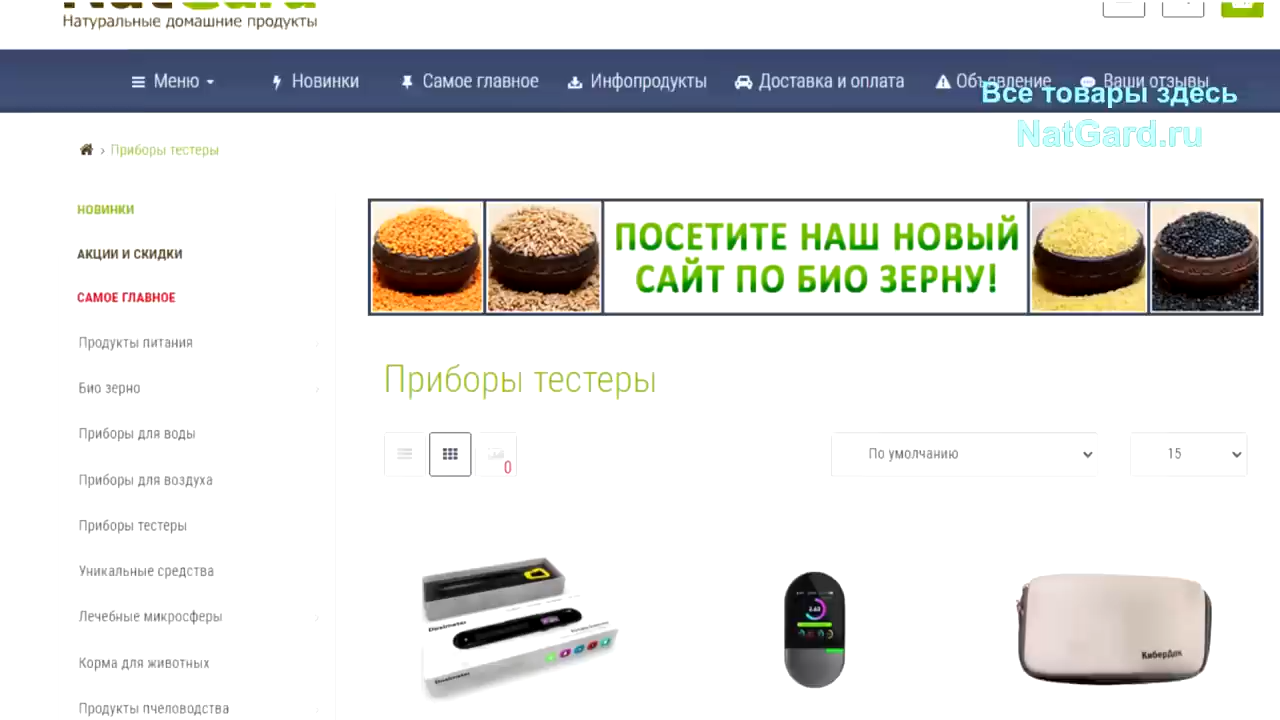 NatGard
Натуральные домашние продукты
Меню
Новинки
Самое главное
Инфопродукты
Доставка и оплата
Объявление
Ваши отзывы
Все товары здесь
NatGard.ru
Приборы тестеры
НОВИНКИ
АКЦИИ И СКИДКИ
САМОЕ ГЛАВНОЕ
Продукты питания
Био зерно
Приборы для воды
Приборы для воздуха
Приборы тестеры
Уникальные средства
Лечебные микросферы
Корма для животных
Продукты пчеловодства
ПОСЕТИТЕ НАШ НОВЫЙ
САЙТ ПО БИО ЗЕРНУ!
Приборы тестеры
0
По умолчанию
15
Dosimeter
Dosimeter
КиберДок